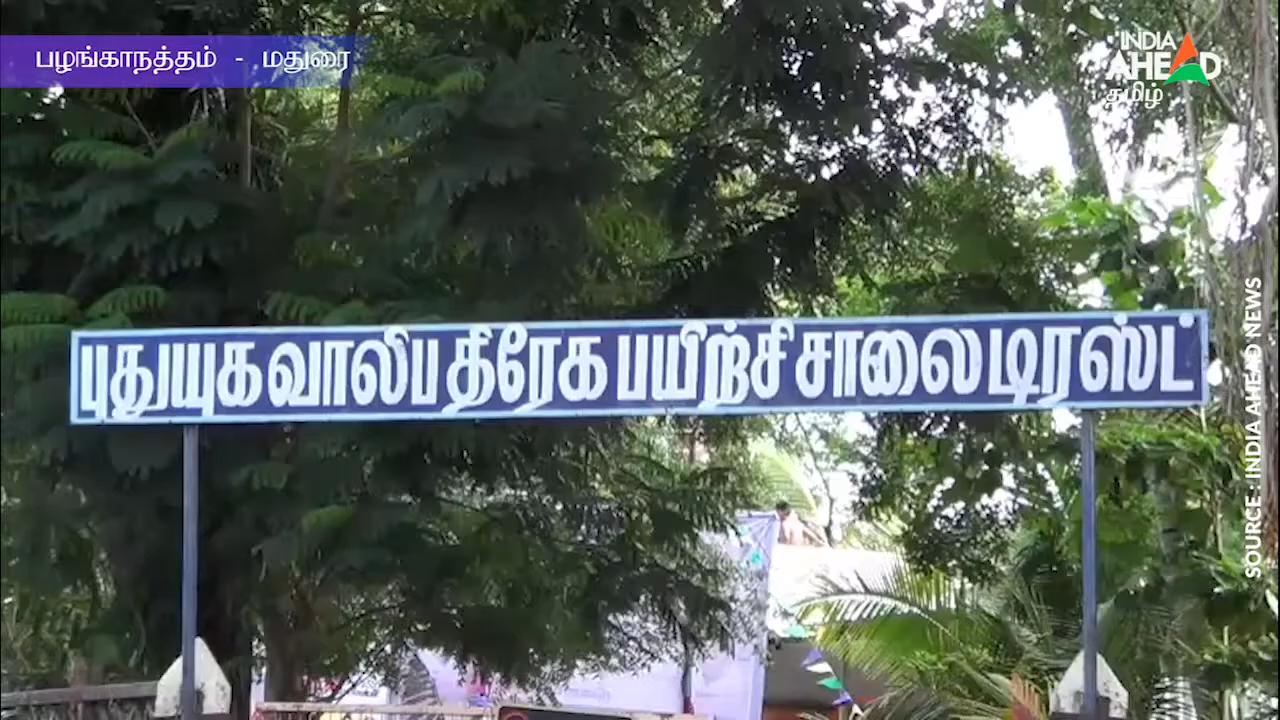 பழங்காநத்தம் - மதுரை
INDIA
AHEAD
தமிழ்
புதுயுக வாலிப திரேக பயிற்சி சாலை டிரஸ்ட்
SOURCE : INDIA AHEAD NEWS